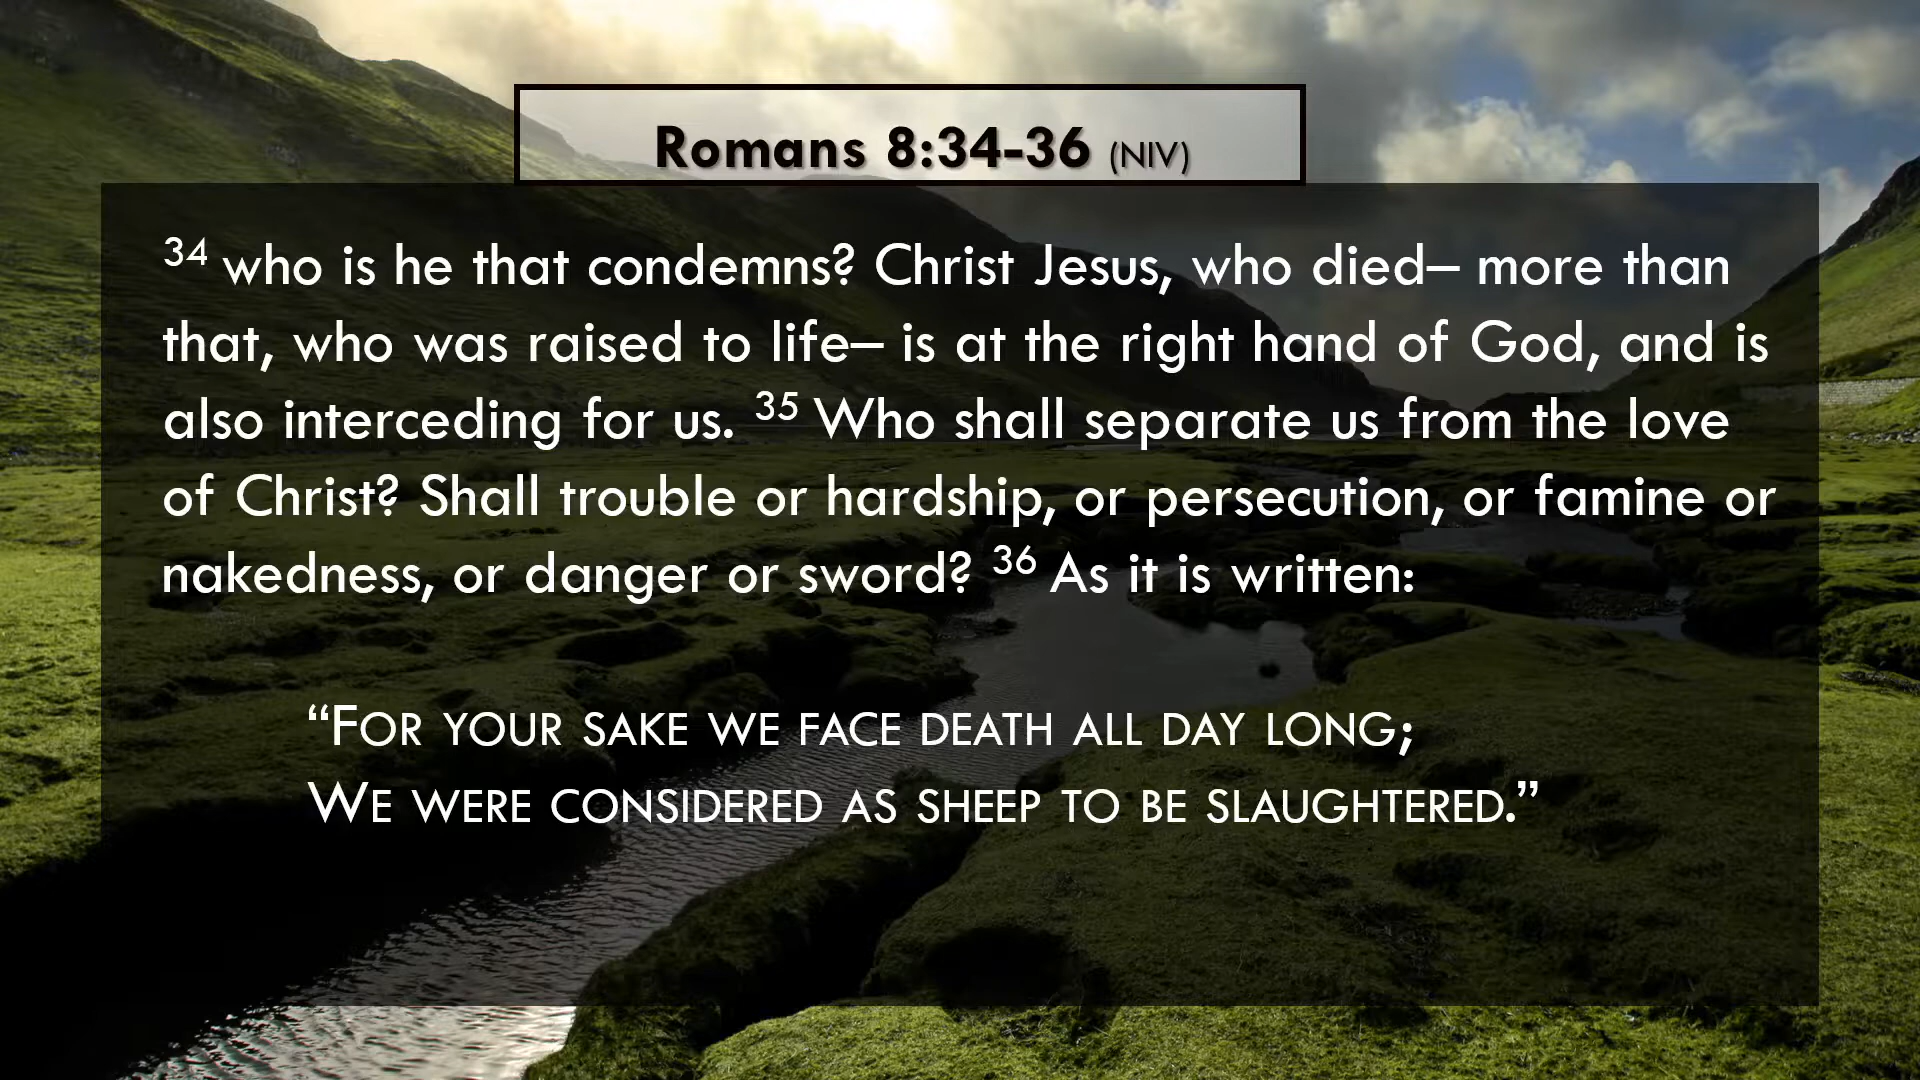 Romans 8:34-36 (NIV)
34 who is he that condemns? Christ Jesus, who died– more than
that, who was raised to life– is at the right hand of God, and is
also interceding for us. 35 Who shall separate us from the love
of Christ? Shall trouble or hardship, or persecution, or famine or
nakedness, or danger or sword? 36 As it is written:
“For your sake we face death all day long;
We were considered as sheep to be slaughtered.”